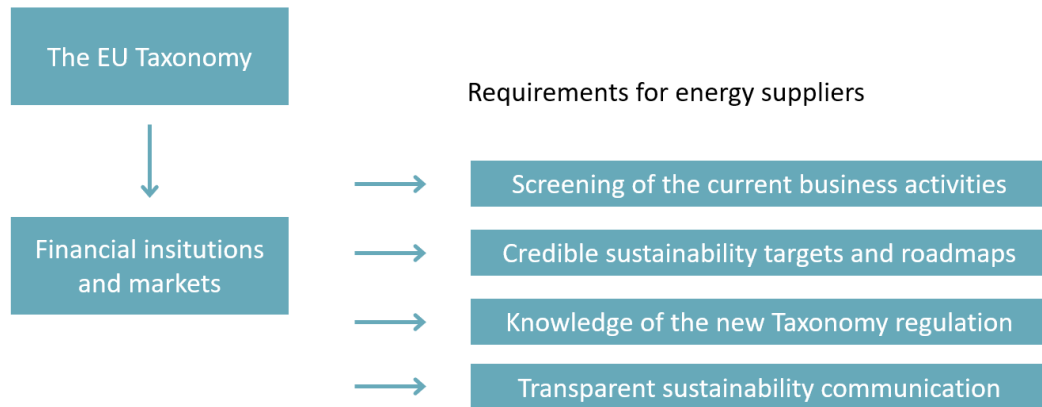 The EU Taxonomy
Requirements for energy suppliers
Screening of the current business activities
Financial insitutions
and markets
Credible sustainability targets and roadmaps
Knowledge of the new Taxonomy regulation
Transparent sustainability communication